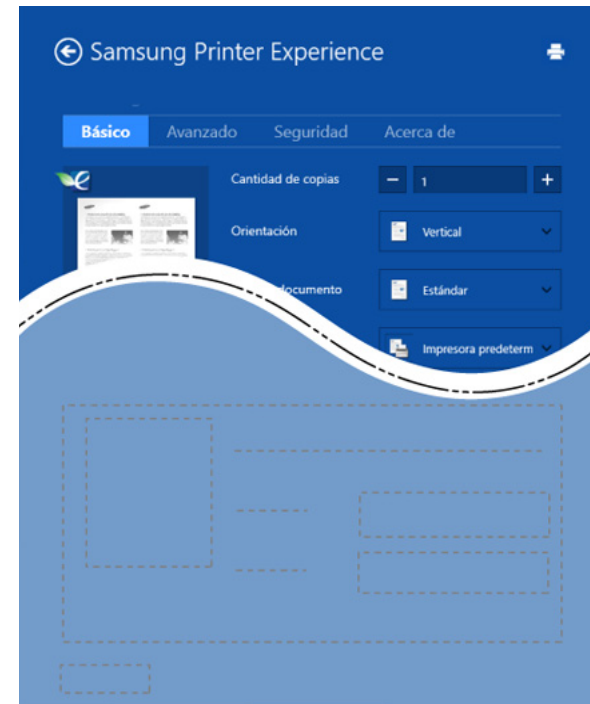 Samsung Printer Experience
Básico Avanzado Seguridad Acerca de
Cantidad de copias 1
Orientación Vertical
documento Estándar
Impresora predeterm